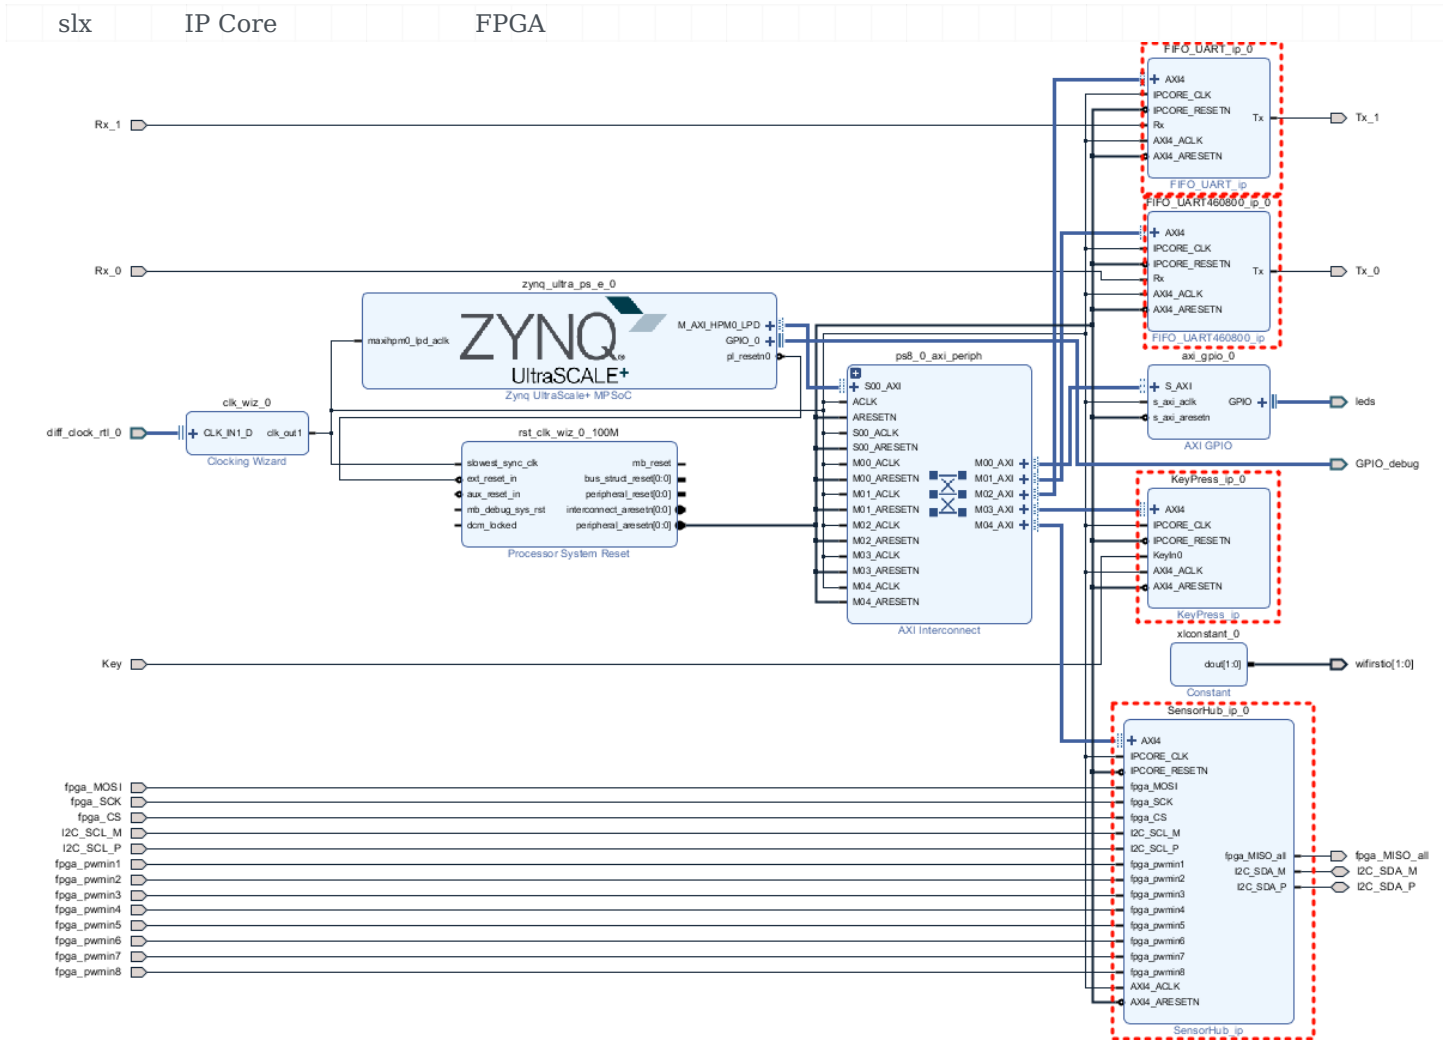 slx IP Core FPGA
FIFO_UART_ip_0
AXI4
IPCORE_CLK
IPCORE_RESETN
Rx
AXI4_ACLK
AXI4_ARESETN
Tx
FIFO_UART_ip
Rx_1
Tx_1
FIFO_UART460800_ip_0
AXI4
IPCORE_CLK
IPCORE_RESETN
Rx
AXI4_ACLK
AXI4_ARESETN
Tx
FIFO_UART460800_ip
Rx_0
Tx_0
zynq_ultra_ps_e_0
maxihpm0_lpd_aclk
ZYNQ
UltraSCALE+
M_AXI_HPM0_LPD
GPIO_0
pl_resetn0
Zynq UltraScale+ MPSoC
axi_gpio_0
S_AXI
s_axi_aclk
s_axi_aresetn
GPIO
AXI GPIO
leds
GPIO_debug
clk_wiz_0
diff_clock_rtl_0
CLK_IN1_D
clk_out1
Clocking Wizard
rst_clk_wiz_0_100M
slowest_sync_clk
ext_reset_in
aux_reset_in
mb_debug_sys_rst
dcm_locked
mb_reset
bus_struct_reset[0:0]
peripheral_reset[0:0]
interconnect_aresetn[0:0]
peripheral_aresetn[0:0]
Processor System Reset
ps8_0_axi_periph
S00_AXI
ACLK
ARESETN
S00_ACLK
S00_ARESETN
M00_ACLK
M00_ARESETN
M01_ACLK
M01_ARESETN
M02_ACLK
M02_ARESETN
M03_ACLK
M03_ARESETN
M04_ACLK
M04_ARESETN
M00_AXI
M01_AXI
M02_AXI
M03_AXI
M04_AXI
AXI Interconnect
KeyPress_ip_0
AXI4
IPCORE_CLK
IPCORE_RESETN
KeyIn0
AXI4_ACLK
AXI4_ARESETN
KeyPress_ip
Key
xlconstant_0
dout[1:0]
Constant
wifirstio[1:0]
SensorHub_ip_0
AXI4
IPCORE_CLK
IPCORE_RESETN
fpga_MOSI
fpga_SCK
fpga_CS
I2C_SCL_M
I2C_SCL_P
fpga_pwmin1
fpga_pwmin2
fpga_pwmin3
fpga_pwmin4
fpga_pwmin5
fpga_pwmin6
fpga_pwmin7
fpga_pwmin8
AXI4_ACLK
AXI4_ARESETN
fpga_MISO_all
I2C_SDA_M
I2C_SDA_P
SensorHub_ip
fpga_MOSI
fpga_SCK
fpga_CS
I2C_SCL_M
I2C_SCL_P
fpga_pwmin1
fpga_pwmin2
fpga_pwmin3
fpga_pwmin4
fpga_pwmin5
fpga_pwmin6
fpga_pwmin7
fpga_pwmin8
fpga_MISO_all
I2C_SDA_M
I2C_SDA_P